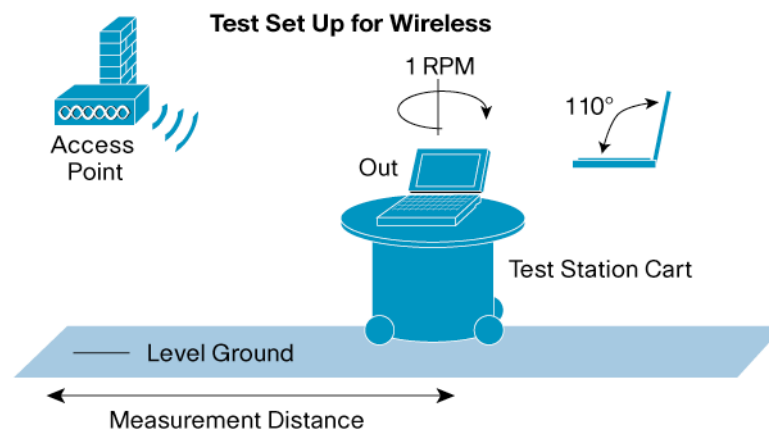 Test Set Up for Wireless
1 RPM
110°
Access
Point
Out
Test Station Cart
Level Ground
Measurement Distance